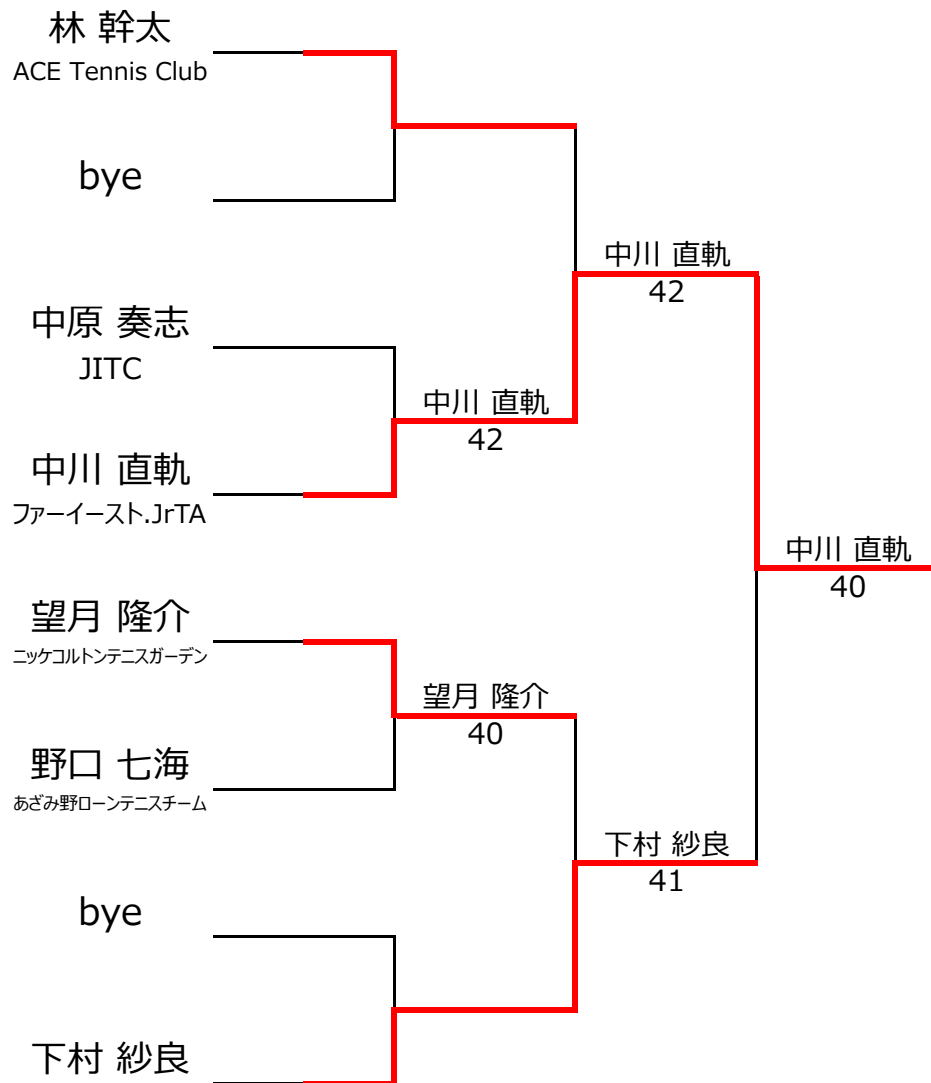 林 幹太
ACE Tennis Club
bye
中川 直軌
42
中原 奏志
JITC
中川 直軌
42
中川 直軌
ファーイースト.JrTA
中川 直軌
40
望月 隆介
ニッケコルトンテニスガーデン
望月 隆介
40
野口 七海
あざみ野ローンテニスチーム
下村 紗良
41
bye
下村 紗良